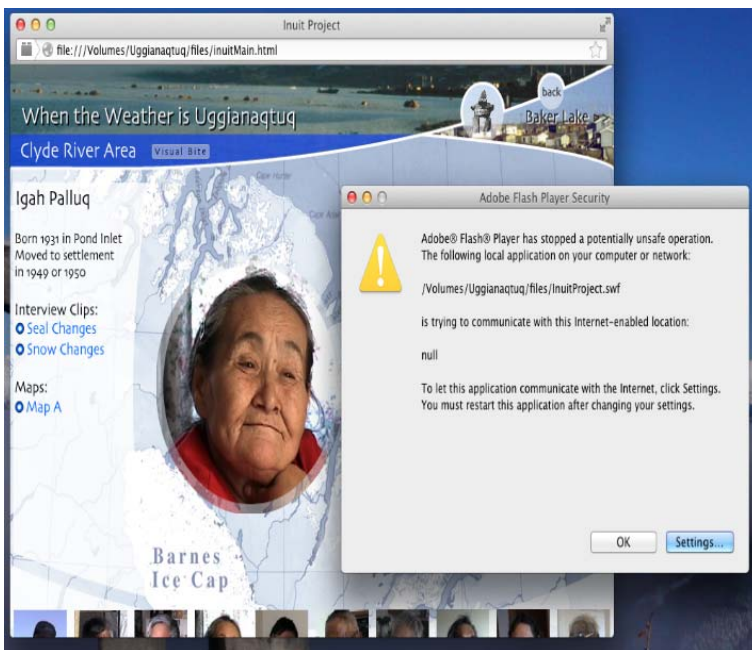 Inuit Project
file:///Volumes/Uggianaqtuq/files/inuitMain.html
When the Weather is Uggianaqtuq
back
Baker Lake >>
Clyde River Area Visual Bite
Igah Palluq
Born 1931 in Pond Inlet
Moved to settlement
in 1949 or 1950
Interview Clips:
Seal Changes
Snow Changes
Maps:
Map A
Cape Hunter
Barnes
Ice Cap
Adobe Flash Player Security
Adobe® Flash® Player has stopped a potentially unsafe operation.
The following local application on your computer or network:
/Volumes/Uggianaqtuq/files/InuitProject.swf
is trying to communicate with this Internet-enabled location:
null
To let this application communicate with the Internet, click Settings.
You must restart this application after changing your settings.
OK Settings...